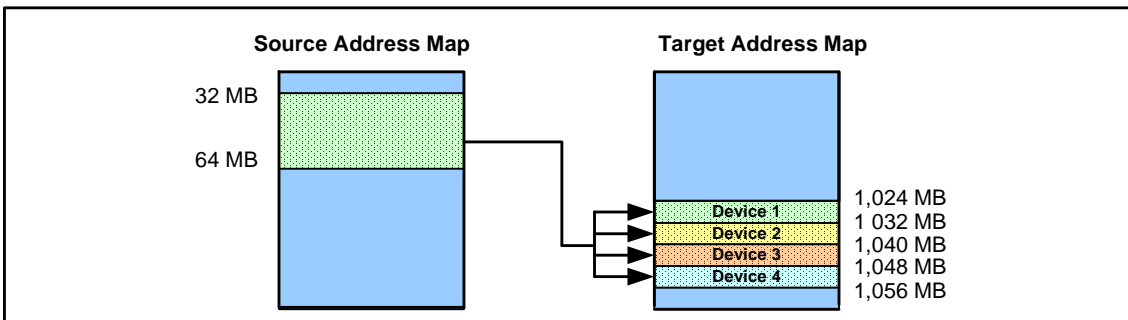 Source Address Map
Target Address Map
32 MB
64 MB
1,024 MB
Device 1
1 032 MB
Device 2
1,040 MB
Device 3
1,048 MB
Device 4
1,056 MB